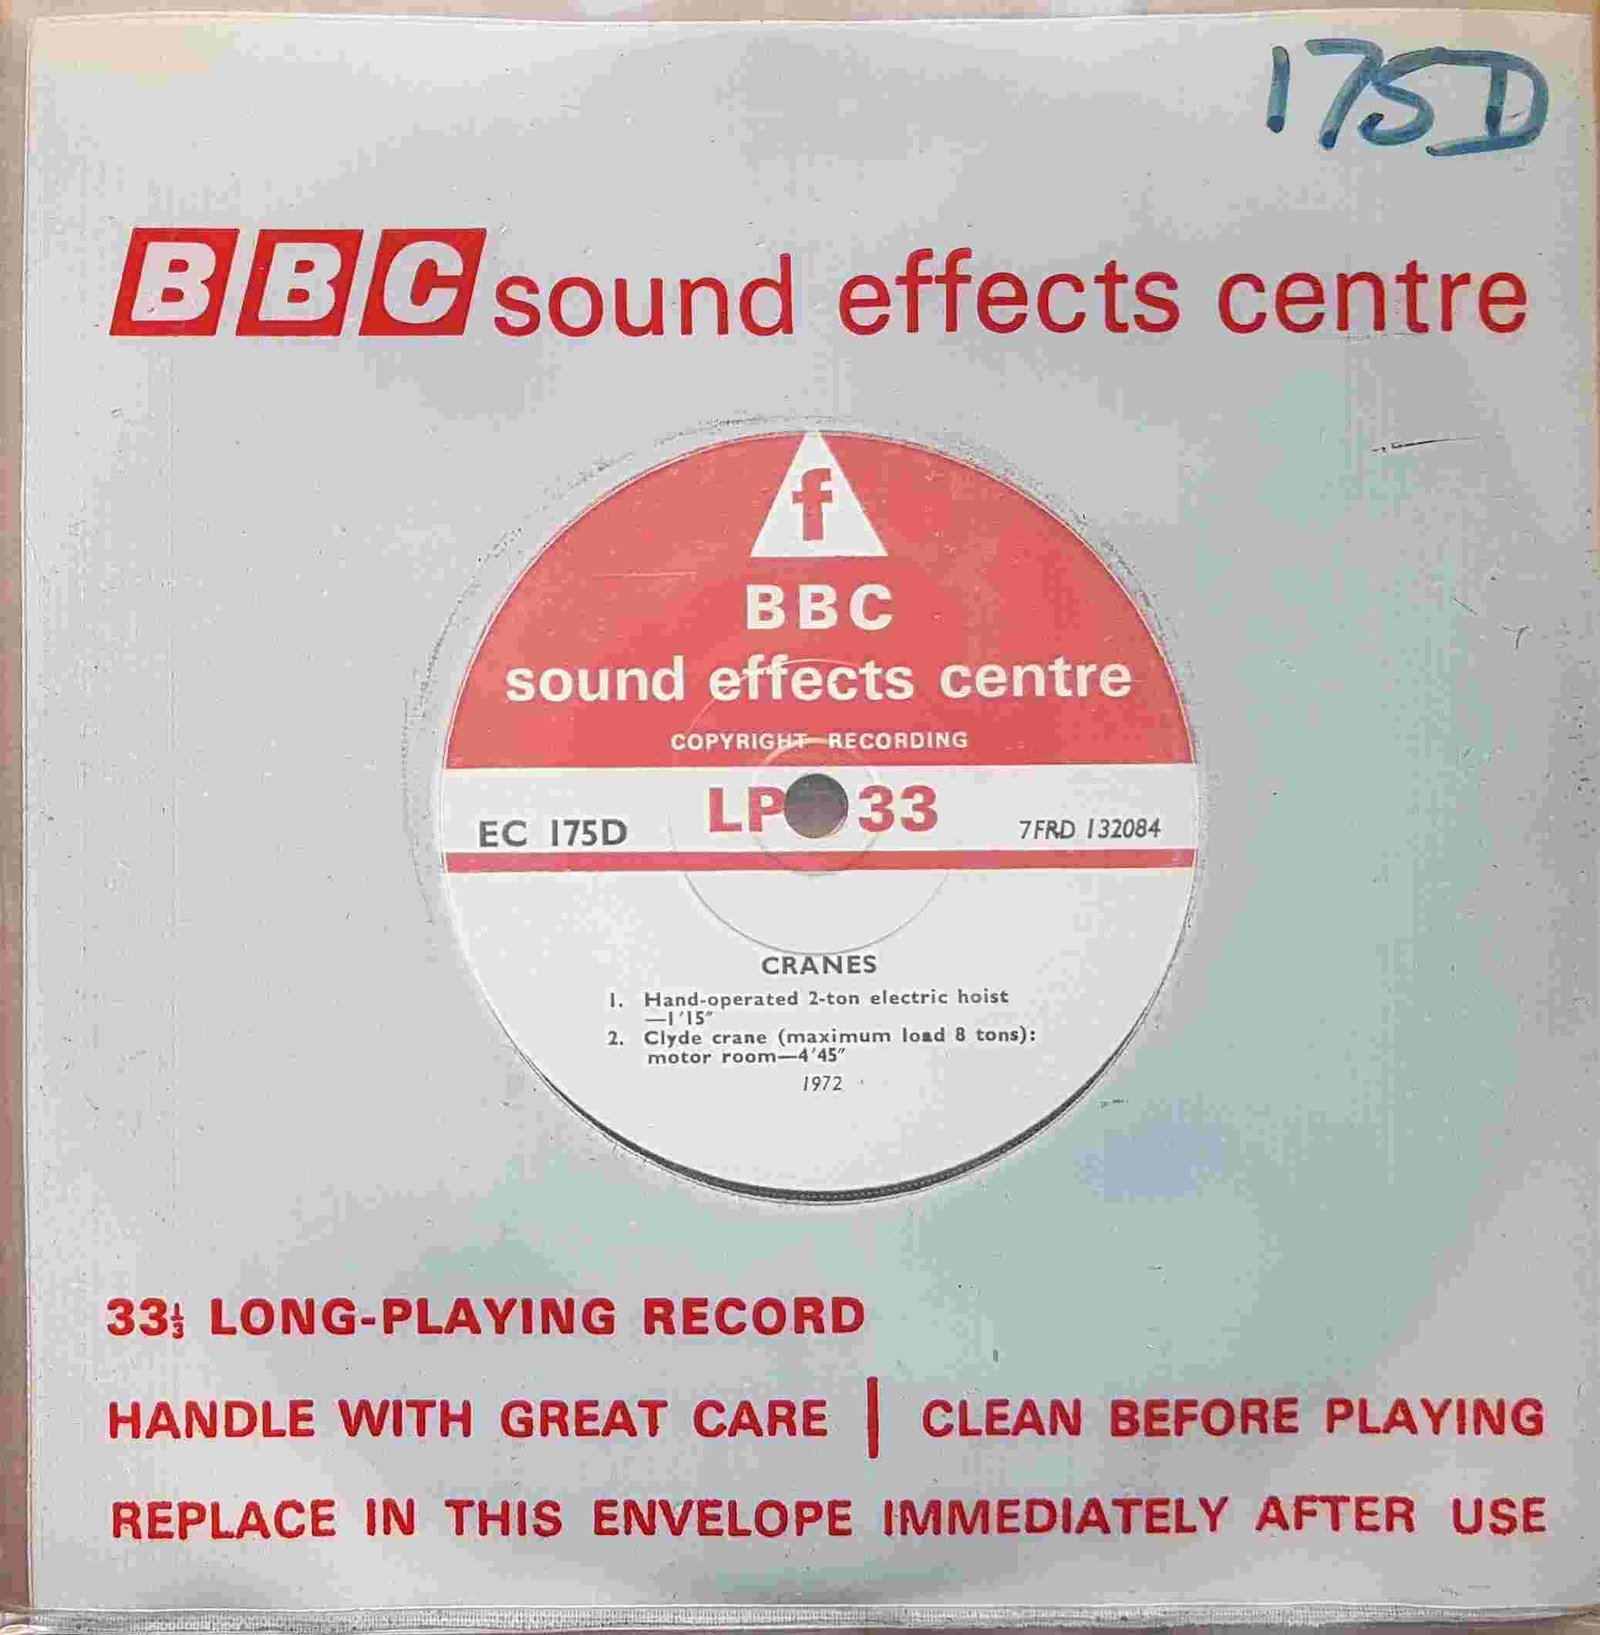 175D
BBC sound effects centre
f
BBC
sound effects centre
COPYRIGHT RECORDING
EC 175D LP 33 7FRD 132084
CRANES
1. Hand-operated 2-ton electric hoist
—1′15″
2. Clyde crane (maximum load 8 tons):
motor room—4′45″
1972
33⅓ LONG-PLAYING RECORD
HANDLE WITH GREAT CARE | CLEAN BEFORE PLAYING
REPLACE IN THIS ENVELOPE IMMEDIATELY AFTER USE